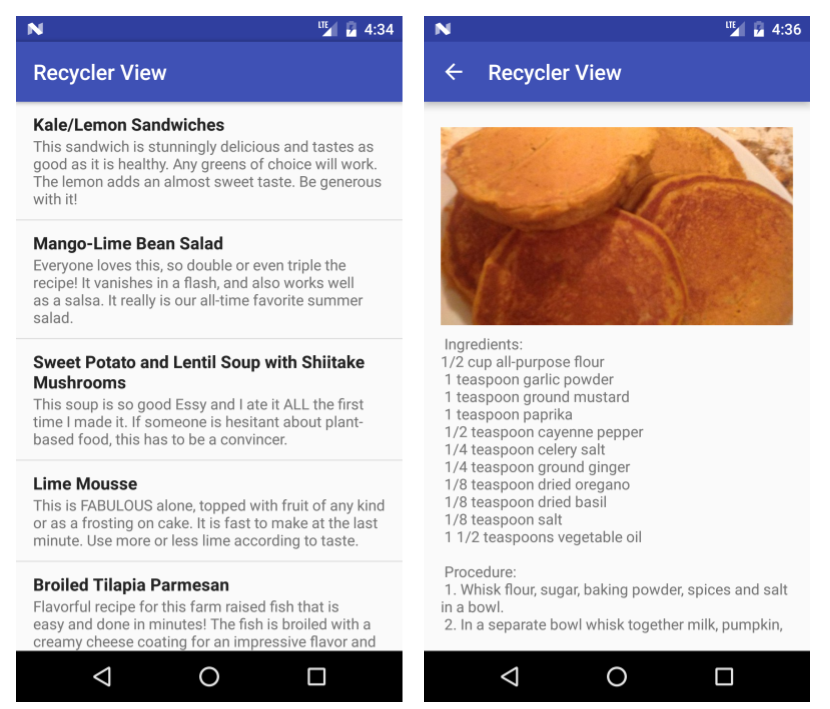 LTE 4:34
Recycler View
Kale/Lemon Sandwiches
This sandwich is stunningly delicious and tastes as
good as it is healthy. Any greens of choice will work.
The lemon adds an almost sweet taste. Be generous
with it!
Mango-Lime Bean Salad
Everyone loves this, so double or even triple the
recipe! It vanishes in a flash, and also works well
as a salsa. It really is our all-time favorite summer
salad.
Sweet Potato and Lentil Soup with Shiitake
Mushrooms
This soup is so good Essy and I ate it ALL the first
time I made it. If someone is hesitant about plant-
based food, this has to be a convincer.
Lime Mousse
This is FABULOUS alone, topped with fruit of any kind
or as a frosting on cake. It is fast to make at the last
minute. Use more or less lime according to taste.
Broiled Tilapia Parmesan
Flavorful recipe for this farm raised fish that is
easy and done in minutes! The fish is broiled with a
creamy cheese coating for an impressive flavor and
LTE 4:36
Recycler View
Ingredients:
1/2 cup all-purpose flour
1 teaspoon garlic powder
1 teaspoon ground mustard
1 teaspoon paprika
1/2 teaspoon cayenne pepper
1/4 teaspoon celery salt
1/4 teaspoon ground ginger
1/8 teaspoon dried oregano
1/8 teaspoon dried basil
1/8 teaspoon salt
1 1/2 teaspoons vegetable oil
Procedure:
1. Whisk flour, sugar, baking powder, spices and salt
in a bowl.
2. In a separate bowl whisk together milk, pumpkin,